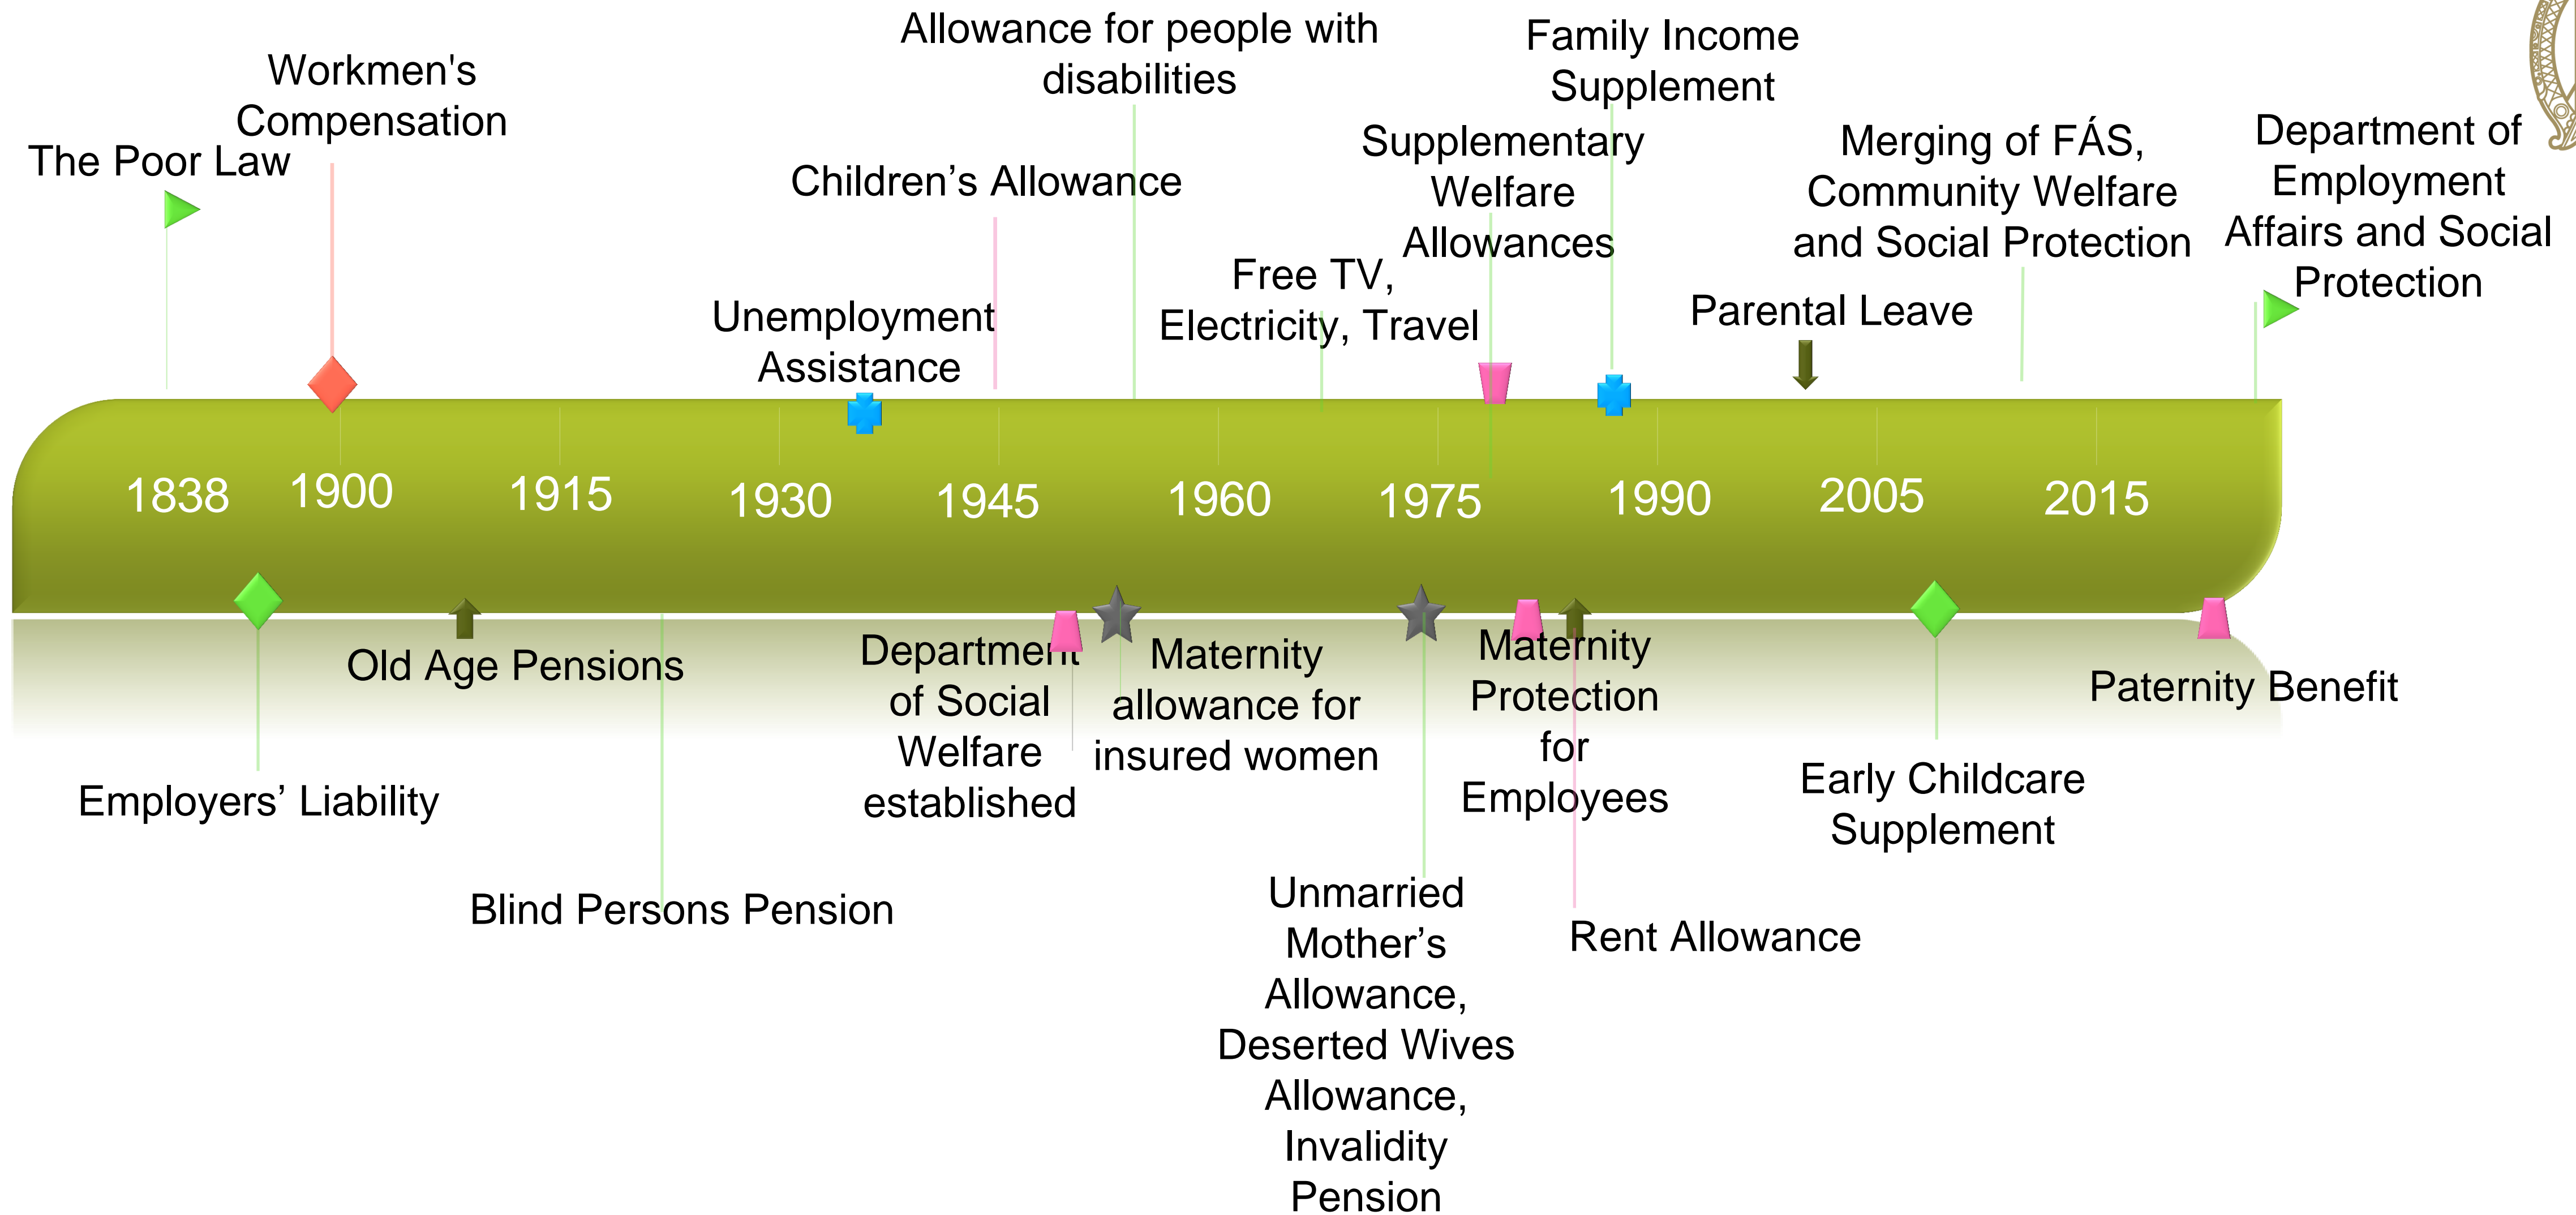 The Poor Law
Workmen's
Compensation
Unemployment
Assistance
Children’s Allowance
Allowance for people with
disabilities
Free TV,
Electricity, Travel
Supplementary
Welfare
Allowances
Family Income
Supplement
Parental Leave
Merging of FÁS,
Community Welfare
and Social Protection
Department of
Employment
Affairs and Social
Protection
1838
1900
1915
1930
1945
1960
1975
1990
2005
2015
Employers’ Liability
Old Age Pensions
Blind Persons Pension
Department
of Social
Welfare
established
Maternity
allowance for
insured women
Unmarried
Mother’s
Allowance,
Deserted Wives
Allowance,
Invalidity
Pension
Maternity
Protection
for
Employees
Rent Allowance
Early Childcare
Supplement
Paternity Benefit